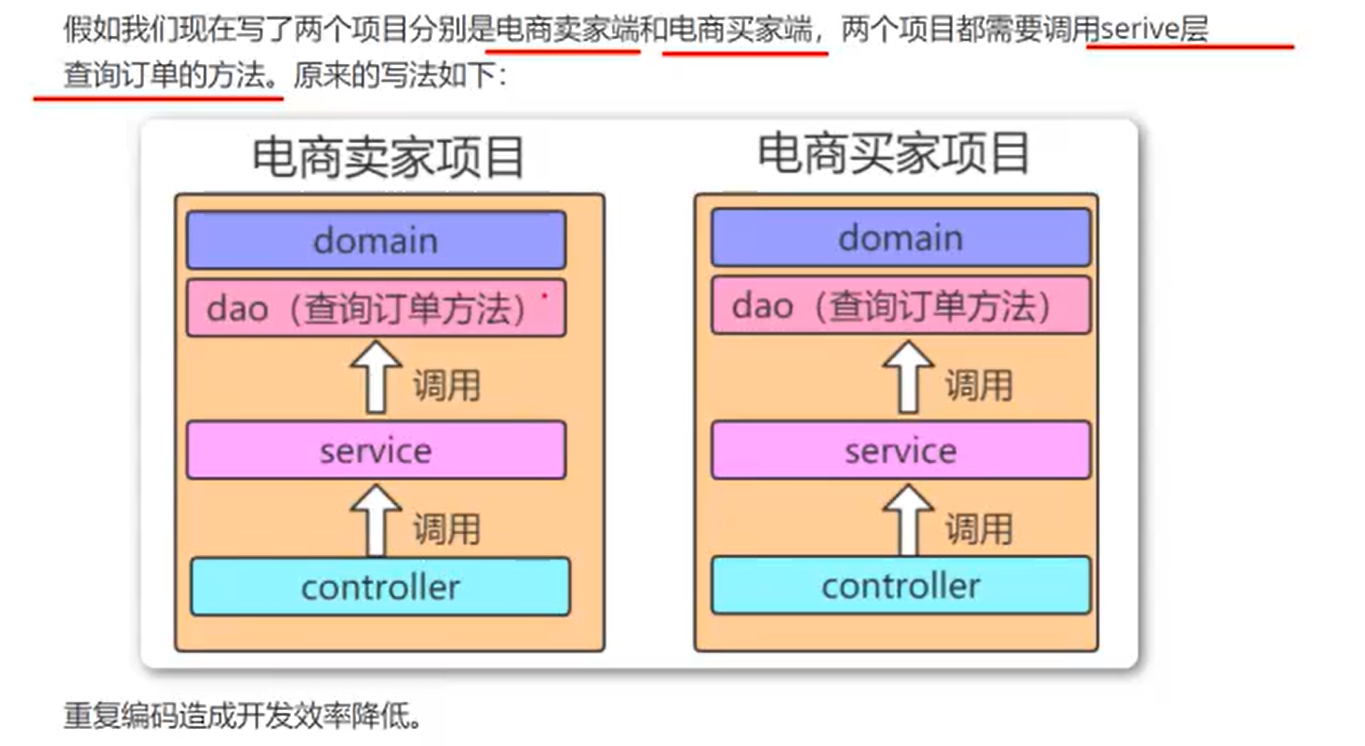 假如我们现在写了两个项目分别是电商卖家端和电商买家端，两个项目都需要调用serive层
查询订单的方法。原来的写法如下：
电商卖家项目
电商买家项目
domain
domain
dao（查询订单方法）
dao（查询订单方法）
调用
调用
service
service
调用
调用
controller
controller
重复编码造成开发效率降低。